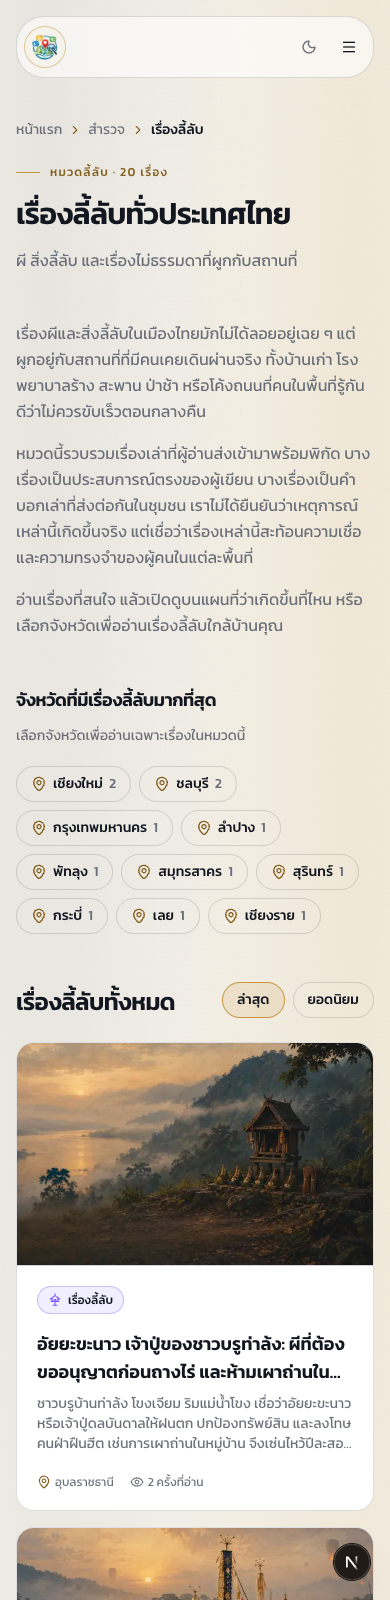 หน้าแรก > สำรวจ > เรื่องลี้ลับ
หมวดลี้ลับ · 20 เรื่อง
เรื่องลี้ลับทั่วประเทศไทย
ผี สิ่งลี้ลับ และเรื่องไม่ธรรมดาที่ผูกกับสถานที่
เรื่องผีและสิ่งลี้ลับในเมืองไทยมักไม่ได้ลอยอยู่เฉย ๆ แต่
ผูกอยู่กับสถานที่ที่มีคนเคยเดินผ่านจริง ทั้งบ้านเก่า โรง
พยาบาลร้าง สะพาน ป่าช้า หรือโค้งถนนที่คนในพื้นที่รู้กัน
ดีว่าไม่ควรขับเร็วตอนกลางคืน
หมวดนี้รวบรวมเรื่องเล่าที่ผู้อ่านส่งเข้ามาพร้อมพิกัด บาง
เรื่องเป็นประสบการณ์ตรงของผู้เขียน บางเรื่องเป็นคำ
บอกเล่าที่ส่งต่อกันในชุมชน เราไม่ได้ยืนยันว่าเหตุการณ์
เหล่านี้เกิดขึ้นจริง แต่เชื่อว่าเรื่องเหล่านี้สะท้อนความเชื่อ
และความทรงจำของผู้คนในแต่ละพื้นที่
อ่านเรื่องที่สนใจ แล้วเปิดดูบนแผนที่ว่าเกิดขึ้นที่ไหน หรือ
เลือกจังหวัดเพื่ออ่านเรื่องลี้ลับใกล้บ้านคุณ
จังหวัดที่มีเรื่องลี้ลับมากที่สุด
เลือกจังหวัดเพื่ออ่านเฉพาะเรื่องในหมวดนี้
เชียงใหม่ 2 ชลบุรี 2
กรุงเทพมหานคร 1 ลำปาง 1
พัทลุง 1 สมุทรสาคร 1 สุรินทร์ 1
กระบี่ 1 เลย 1 เชียงราย 1
เรื่องลี้ลับทั้งหมด ล่าสุด ยอดนิยม
เรื่องลี้ลับ
อัยยะขะนาว เจ้าปู่ของชาวบรูท่าล้ง: ผีที่ต้อง
ขออนุญาตก่อนถางไร่ และห้ามเผาถ่านใน...
ชาวบรูบ้านท่าล้ง โขงเจียม ริมแม่น้ำโขง เชื่อว่าอัยยะขะนาว
หรือเจ้าปู่ดลบันดาลให้ฝนตก ปกป้องทรัพย์สิน และลงโทษ
คนฝ่าฝืนฮีต เช่นการเผาถ่านในหมู่บ้าน จึงเซ่นไหว้ปีละสอ...
อุบลราชธานี 2 ครั้งที่อ่าน
N